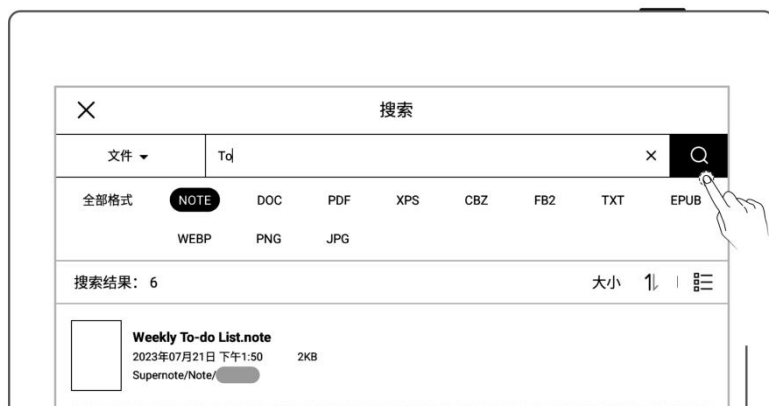 搜索
文件 To
全部格式 NOTE DOC PDF XPS CBZ FB2 TXT EPUB
WEBP PNG JPG
搜索结果：6 大小
Weekly To-do List.note
2023年07月21日 下午1:50 2KB
Supernote/Note/